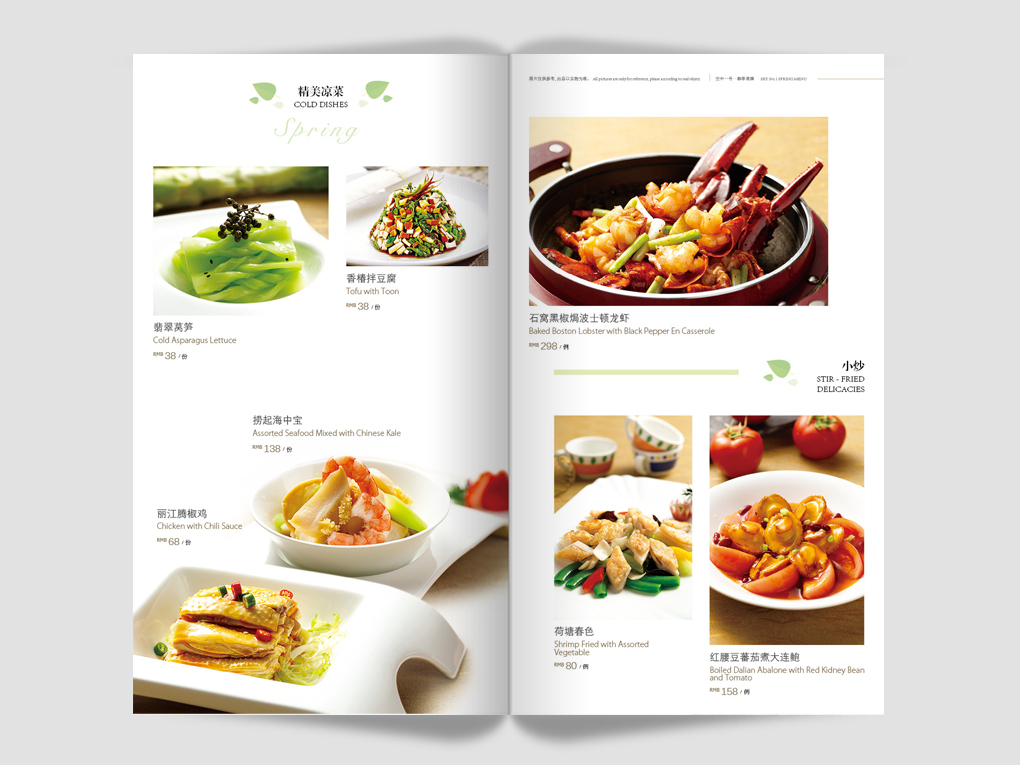 精美凉菜
COLD DISHES
Spring
翡翠莴笋
Cold Asparagus Lettuce
RMB 38 / 份
香椿拌豆腐
Tofu with Toon
RMB 38 / 份
捞起海中宝
Assorted Seafood Mixed with Chinese Kale
RMB 138 / 份
丽江腾椒鸡
Chicken with Chili Sauce
RMB 68 / 份
图片仅供参考, 出品以实物为准。 All pictures are only for reference, please according to real object.
SKY NO.1 SPRING MENU
石窝黑椒焗波士顿龙虾
Baked Boston Lobster with Black Pepper En Casserole
RMB 298 / 例
小炒
STIR - FRIED
DELICACIES
荷塘春色
Shrimp Fried with Assorted
Vegetable
RMB 80 / 例
红腰豆蕃茄煮大连鲍
Boiled Dalian Abalone with Red Kidney Bean
and Tomato
RMB 158 / 例